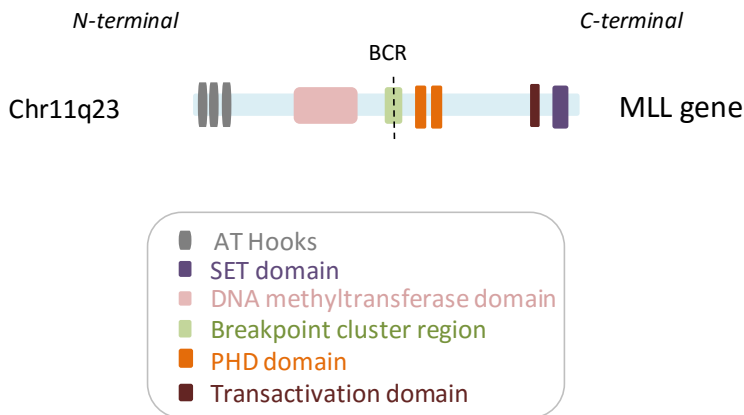 N-terminal
C-terminal
BCR
Chr11q23
MLL gene
AT Hooks
SET domain
DNA methyltransferase domain
Breakpoint cluster region
PHD domain
Transactivation domain